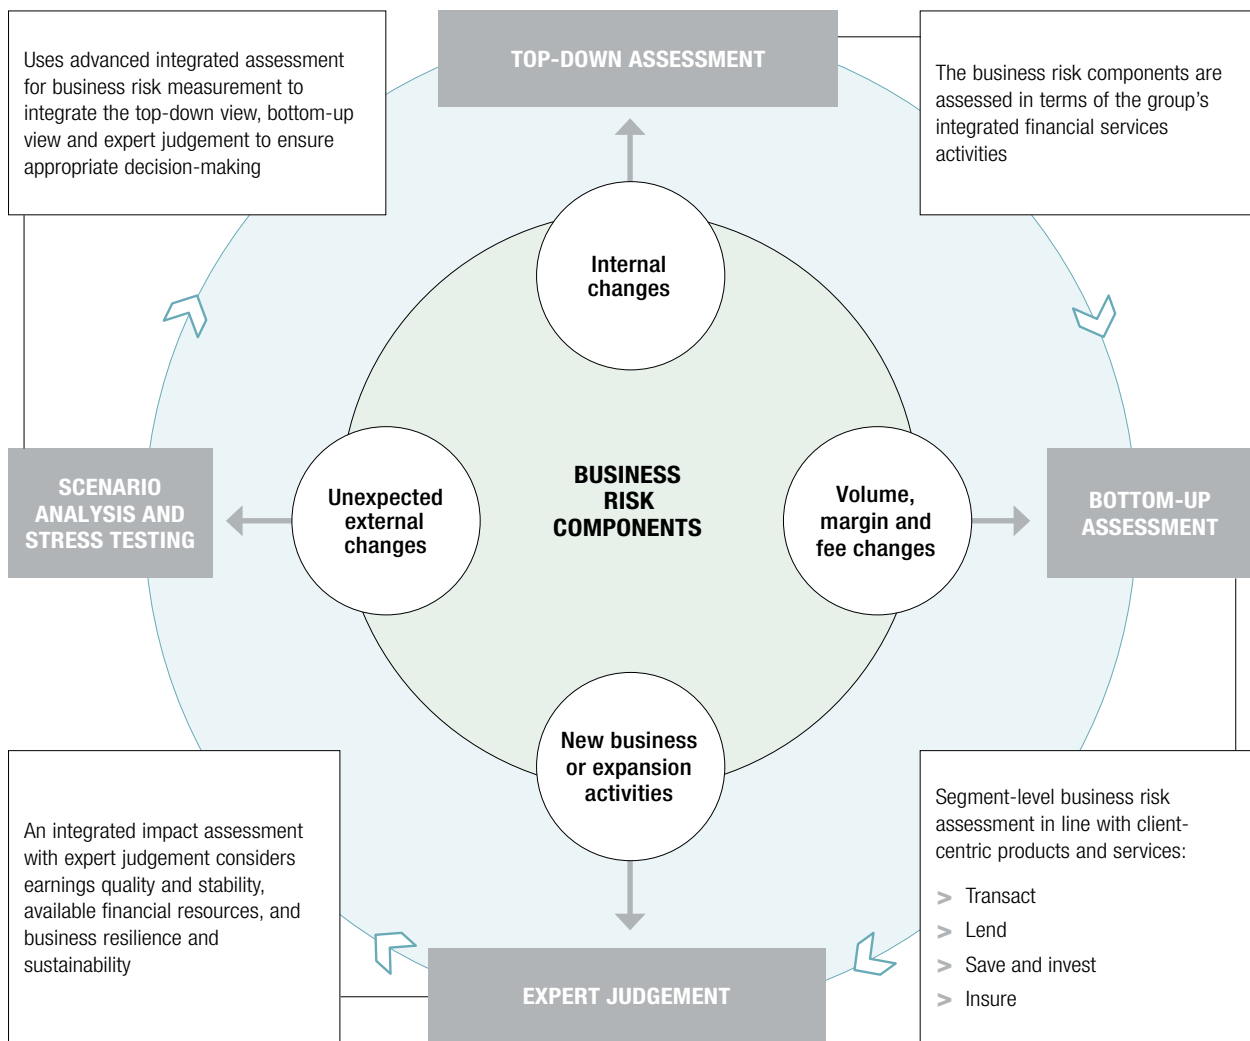 Uses advanced integrated assessment
for business risk measurement to
integrate the top-down view, bottom-up
view and expert judgement to ensure
appropriate decision-making
TOP-DOWN ASSESSMENT
The business risk components are
assessed in terms of the group's
integrated financial services
activities
Internal
changes
SCENARIO
ANALYSIS AND
STRESS TESTING
Unexpected
external
changes
BUSINESS
RISK
COMPONENTS
Volume,
margin and
fee changes
BOTTOM-UP
ASSESSMENT
New business
or expansion
activities
An integrated impact assessment
with expert judgement considers
earnings quality and stability,
available financial resources, and
business resilience and
sustainability
EXPERT JUDGEMENT
Segment-level business risk
assessment in line with client-
centric products and services:
> Transact
> Lend
> Save and invest
> Insure